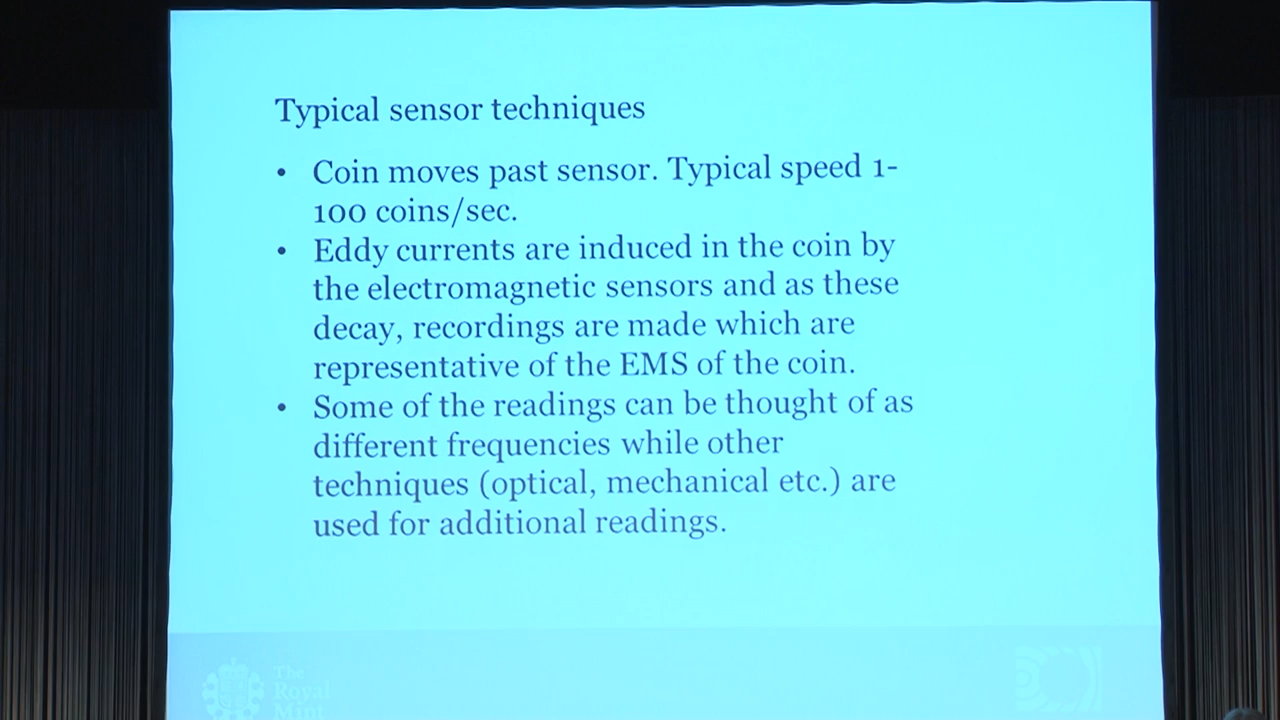 Typical sensor techniques
• Coin moves past sensor. Typical speed 1-
100 coins/sec.
• Eddy currents are induced in the coin by
the electromagnetic sensors and as these
decay, recordings are made which are
representative of the EMS of the coin.
• Some of the readings can be thought of as
different frequencies while other
techniques (optical, mechanical etc.) are
used for additional readings.
The
Royal
Mint